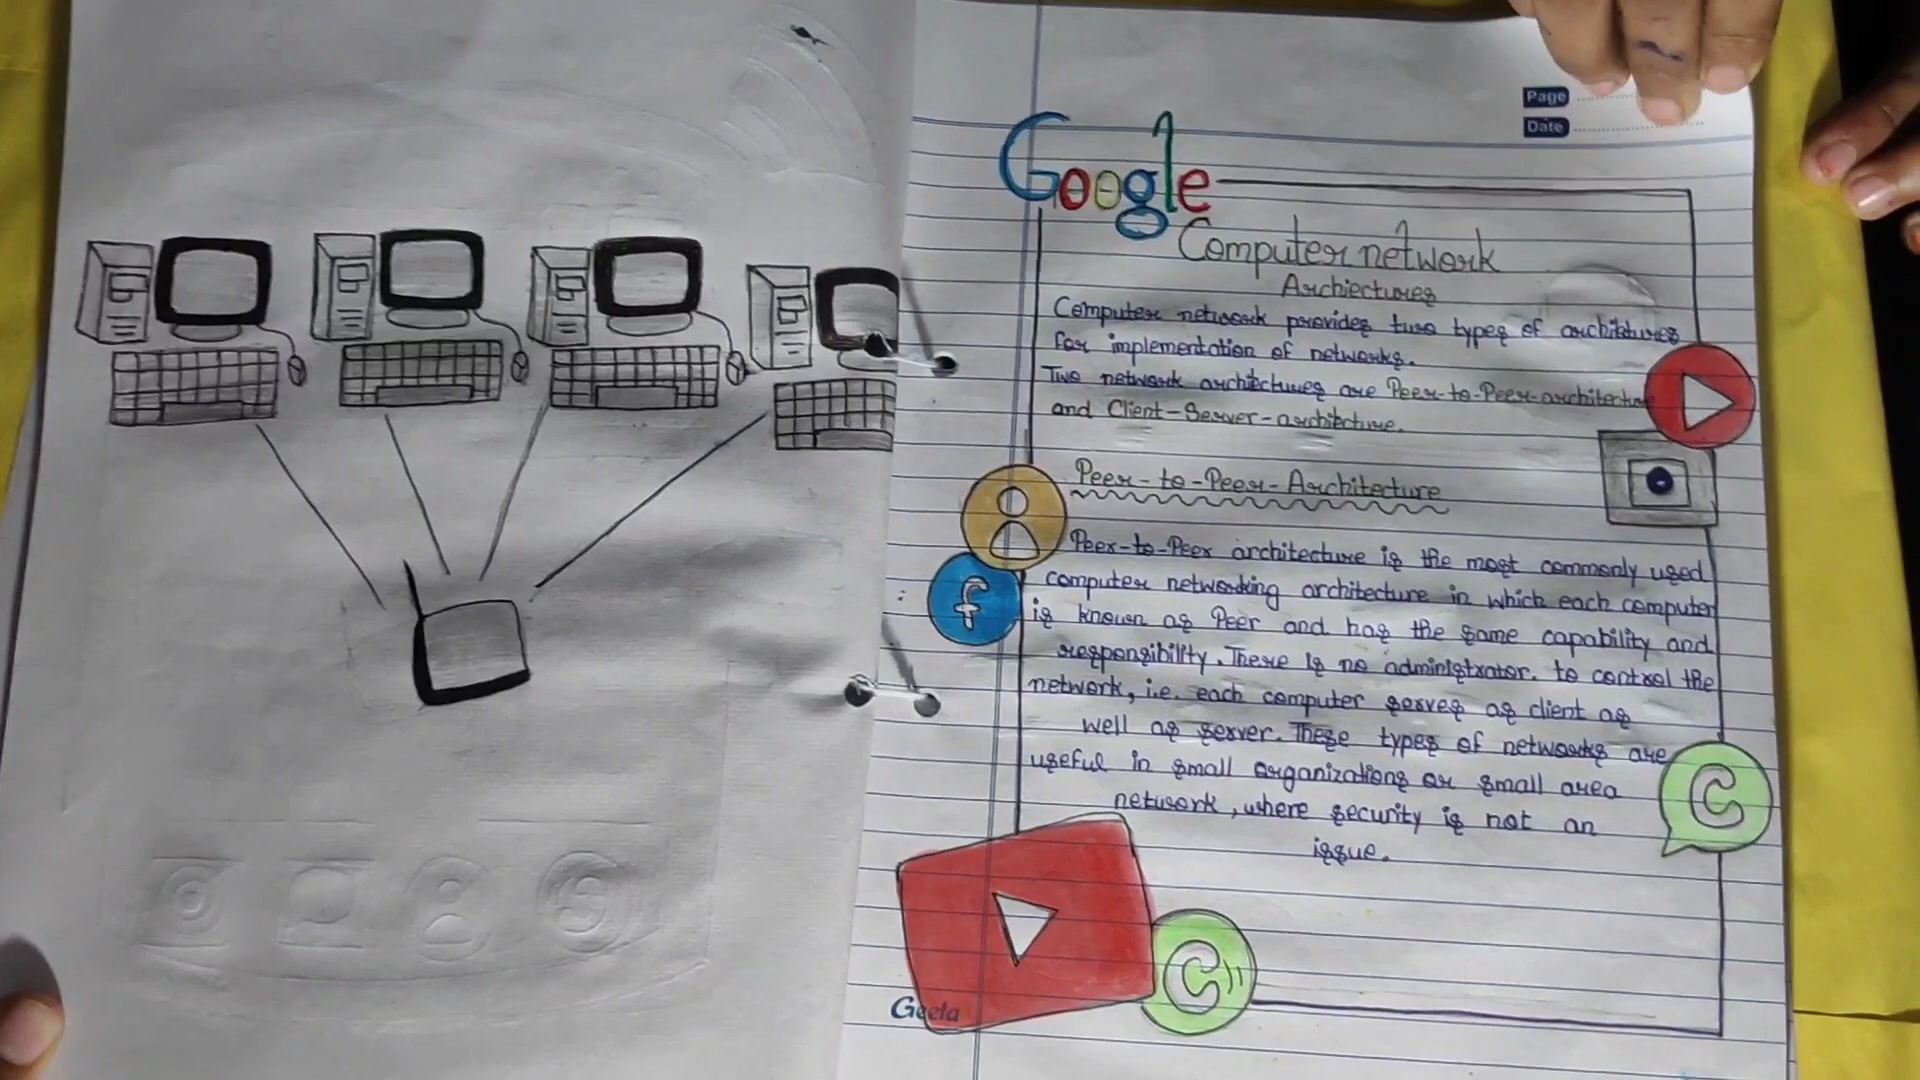 Page
Date
Google
Computer network
Archiectures
Computer network provides two types of architctures
for implementation of networks.
Two network architectures are Peer-to-Peer-architecture
and Client-Server-architecture.
Peer-to-Peer-Architecture
Peer-to-Peer architecture is the most commonly used
computer networking architecture in which each computer
is known as Peer and has the same capability and
responsibility. There is no administrator. to control the
network, i.e. each computer serves as client as
well as server. These types of networks are
useful in small organizations or small area
network, where security is not an
issue.
Geeta